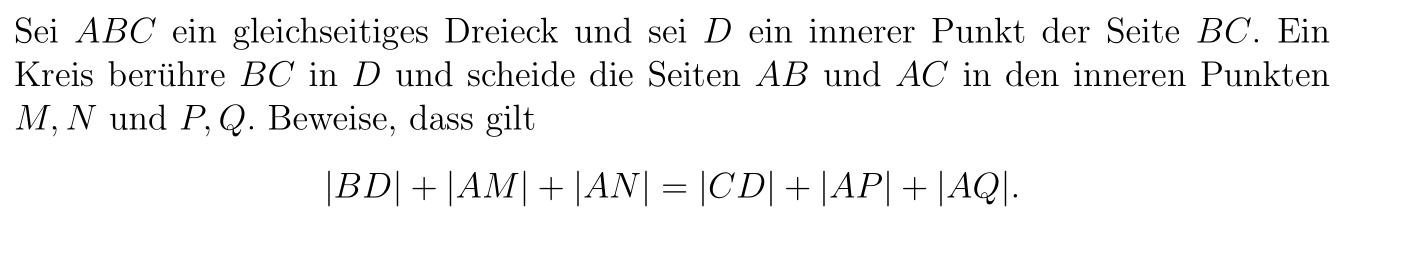 Sei ABC ein gleichseitiges Dreieck und sei D ein innerer Punkt der Seite BC. Ein
Kreis berühre BC in D und scheide die Seiten AB und AC in den inneren Punkten
M, N und P, Q. Beweise, dass gilt
|BD| + |AM| + |AN| = |CD| + |AP| + |AQ|.